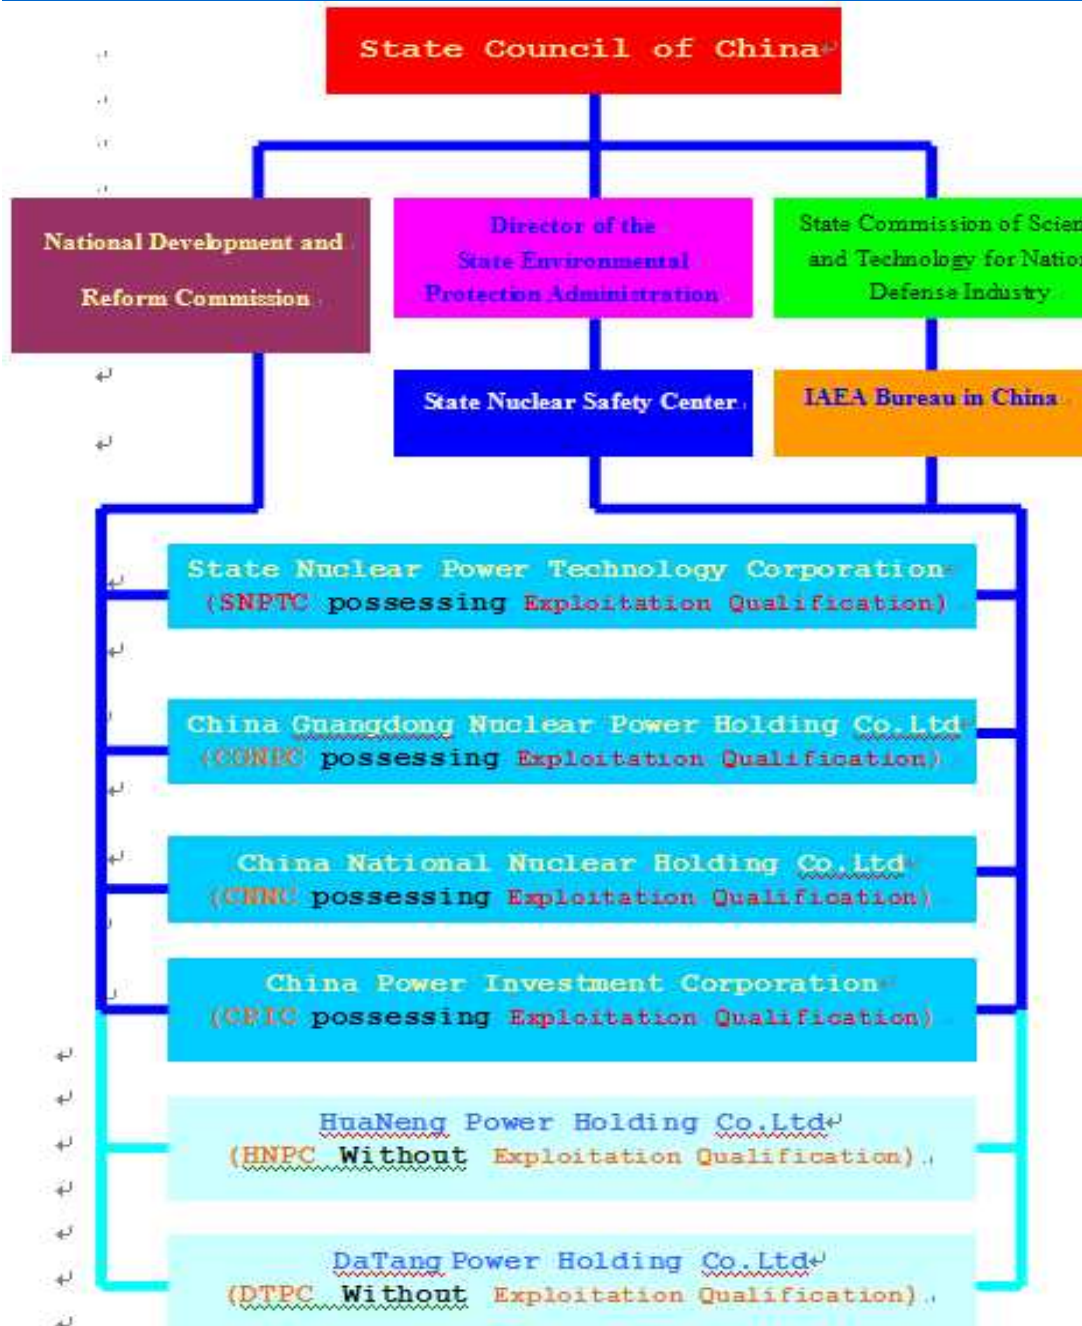 State Council of China
National Development and
Reform Commission
Director of the
State Environmental
Protection Administration
State Commission of Scien
and Technology for Nation
Defense Industry
State Nuclear Safety Center
IAEA Bureau in China
State Nuclear Power Technology Corporation
(SNPTC possessing Exploitation Qualification)
China Guangdong Nuclear Power Holding Co.Ltd
(CGNPC possessing Exploitation Qualification)
China National Nuclear Holding Co.Ltd
(CNNC possessing Exploitation Qualification)
China Power Investment Corporation
(CPIC possessing Exploitation Qualification)
HuaNeng Power Holding Co.Ltd
(HNPC Without Exploitation Qualification)
DaTang Power Holding Co.Ltd
(DTPC Without Exploitation Qualification)